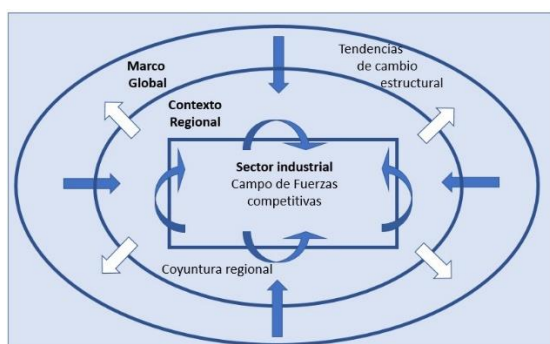 Marco
Global
Tendencias
de cambio
estructural
Contexto
Regional
Sector industrial
Campo de Fuerzas
competitivas
Coyuntura regional